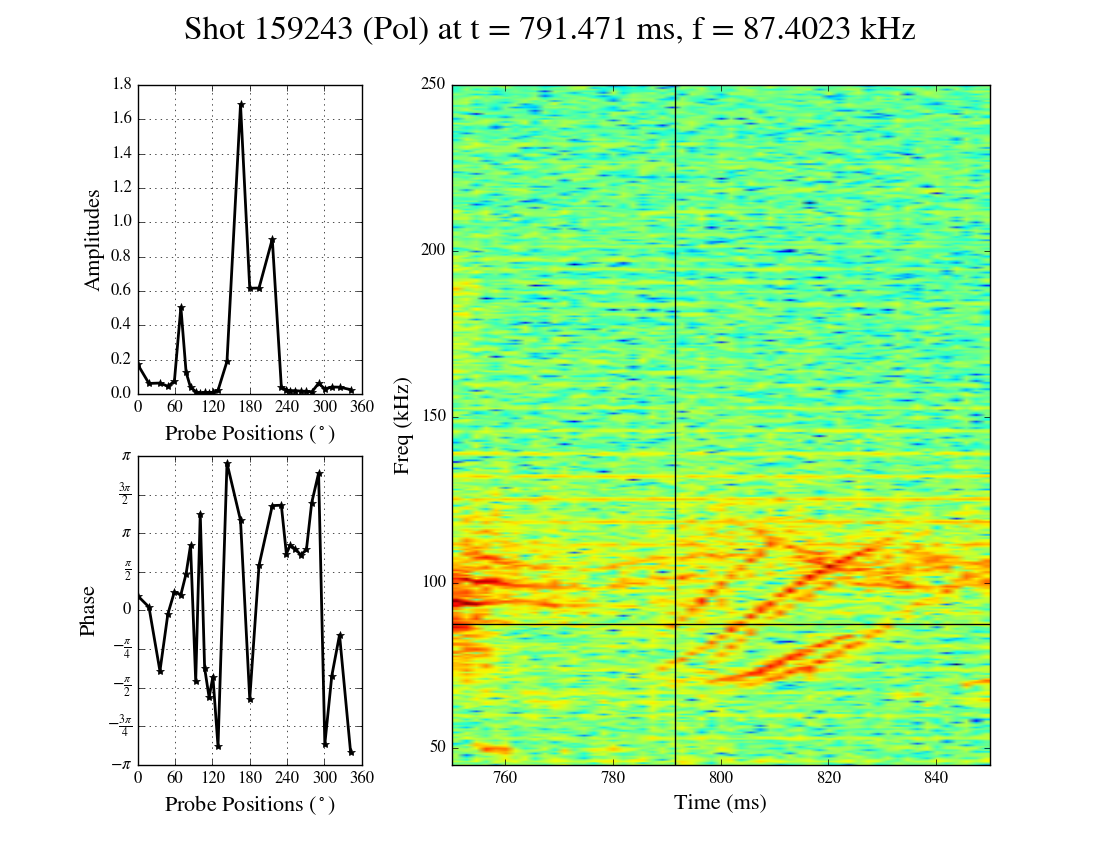 Shot 159243 (Pol) at t = 791.471 ms, f = 87.4023 kHz
1.8
1.6
1.4
1.2
1.0
0.8
0.6
0.4
0.2
0.0
Amplitudes
0 60 120 180 240 300 360
Probe Positions (°)
π
3π/2
π
π/2
0
−π/4
−π/2
−3π/4
−π
Phase
0 60 120 180 240 300 360
Probe Positions (°)
250
200
150
100
50
Freq (kHz)
760 780 800 820 840
Time (ms)